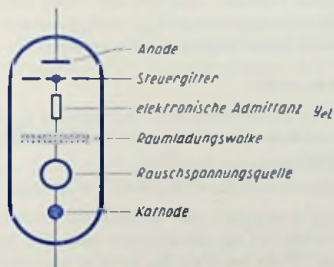 Anode
Steuergitter
elektronische Admittanz Yel
Raumladungswolke
Rauschspannungsquelle
Kathode